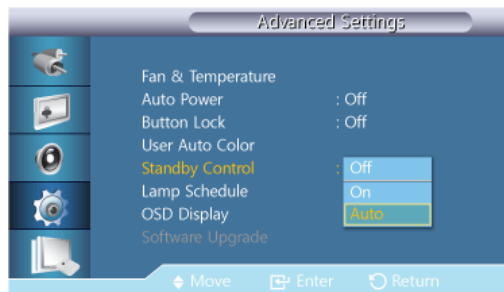 Advanced Settings
Fan & Temperature
Auto Power : Off
Button Lock : Off
User Auto Color
Standby Control : Off
Lamp Schedule On
OSD Display Auto
Software Upgrade
Move Enter Return